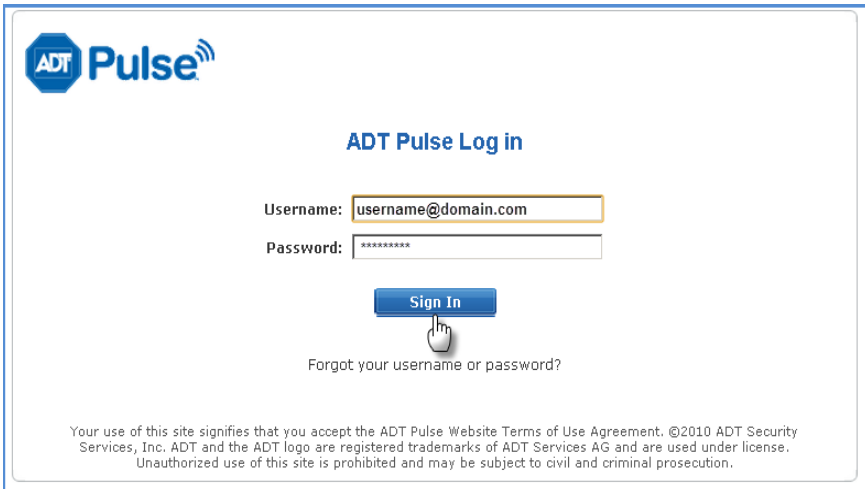 ADT Pulse
ADT Pulse Log in
Username: username@domain.com
Password: *********
Sign In
Forgot your username or password?
Your use of this site signifies that you accept the ADT Pulse Website Terms of Use Agreement. ©2010 ADT Security
Services, Inc. ADT and the ADT logo are registered trademarks of ADT Services AG and are used under license.
Unauthorized use of this site is prohibited and may be subject to civil and criminal prosecution.